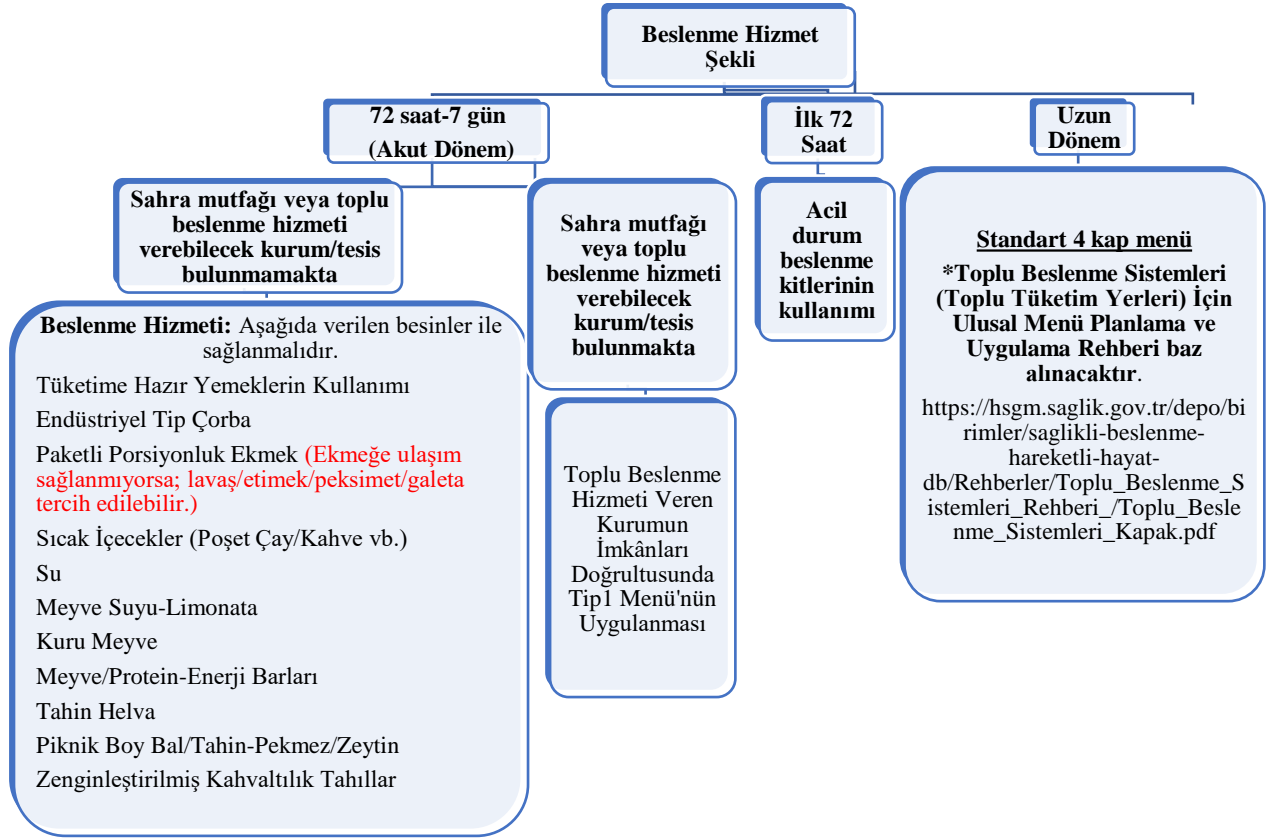 Beslenme Hizmet
Şekli
72 saat-7 gün
(Akut Dönem)
İlk 72
Saat
Uzun
Dönem
Sahra mutfağı veya toplu
beslenme hizmeti
verebilecek kurum/tesis
bulunmamakta
Beslenme Hizmeti: Aşağıda verilen besinler ile
sağlanmalıdır.
Tüketime Hazır Yemeklerin Kullanımı
Endüstriyel Tip Çorba
Paketli Porsiyonluk Ekmek (Ekmeğe ulaşım
sağlanmıyorsa; lavaş/etimek/peksimet/galeta
tercih edilebilir.)
Sıcak İçecekler (Poşet Çay/Kahve vb.)
Su
Meyve Suyu-Limonata
Kuru Meyve
Meyve/Protein-Enerji Barları
Tahin Helva
Piknik Boy Bal/Tahin-Pekmez/Zeytin
Zenginleştirilmiş Kahvaltılık Tahıllar
Sahra mutfağı
veya toplu
beslenme hizmeti
verebilecek
kurum/tesis
bulunmakta
Toplu Beslenme
Hizmeti Veren
Kurumun
İmkânları
Doğrultusunda
Tip1 Menü'nün
Uygulanması
Acil
durum
beslenme
kitlerinin
kullanımı
Standart 4 kap menü
*Toplu Beslenme Sistemleri
(Toplu Tüketim Yerleri) İçin
Ulusal Menü Planlama ve
Uygulama Rehberi baz
alınacaktır.
https://hsgm.saglik.gov.tr/depo/bi
rimler/saglikli-beslenme-
hareketli-hayat-
db/Rehberler/Toplu_Beslenme_S
istemleri_Rehberi_/Toplu_Besle
nme_Sistemleri_Kapak.pdf